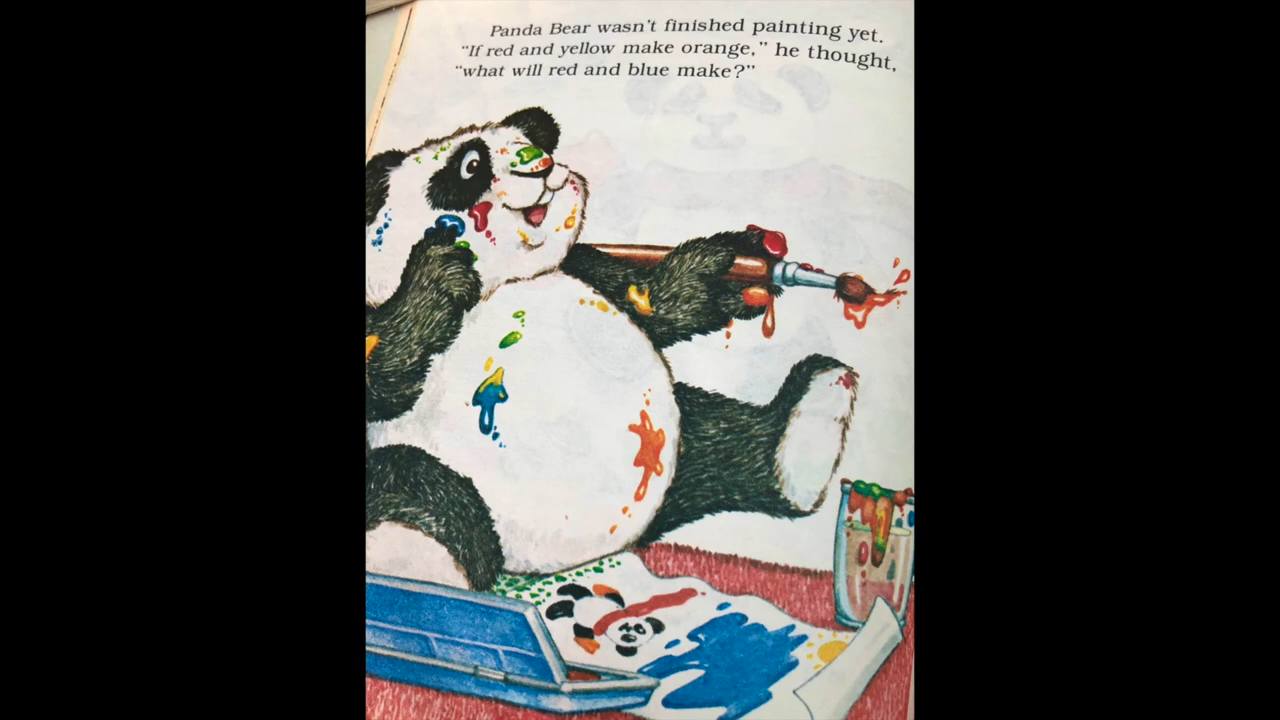 Panda Bear wasn't finished painting yet.
"If red and yellow make orange," he thought,
"what will red and blue make?"